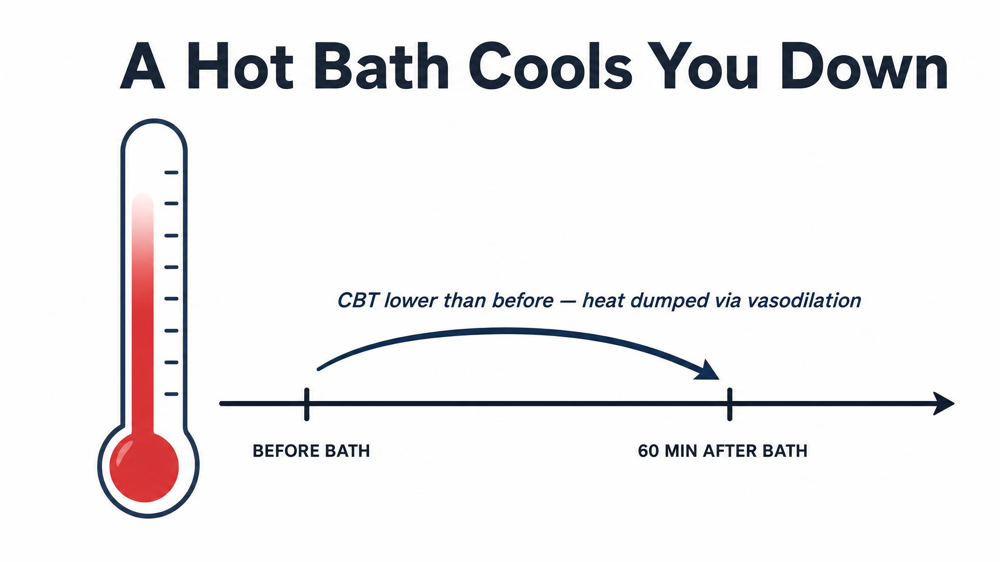 A Hot Bath Cools You Down
CBT lower than before — heat dumped via vasodilation
BEFORE BATH
60 MIN AFTER BATH